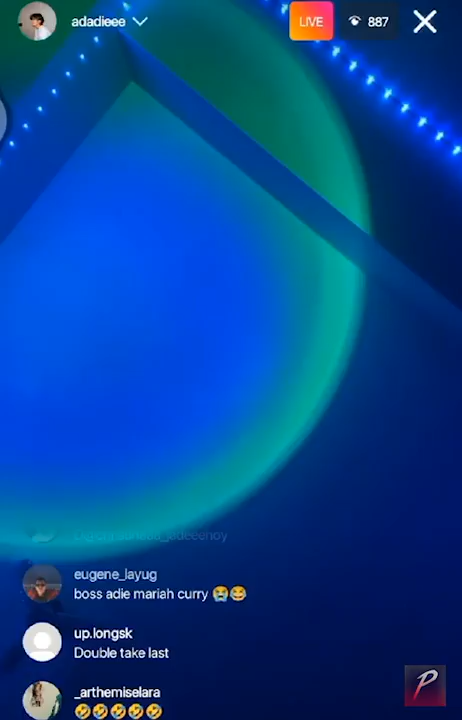 adadieee
LIVE
887
eugene_layug
boss adie mariah curry 😭😂
up.longsk
Double take last
_arthemiselara
🤣🤣🤣🤣🤣
P